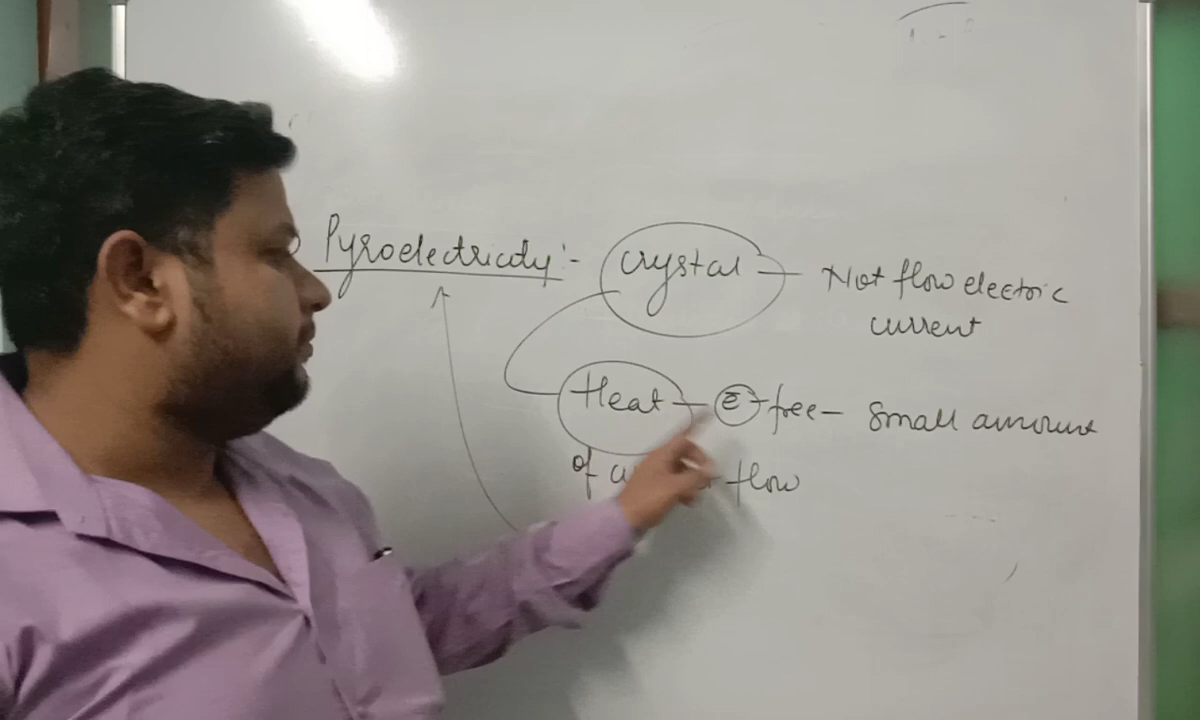 Pyroelectricity :- Crystal — Not flow electric
current
Heat — ē — free — Small amount
of flow